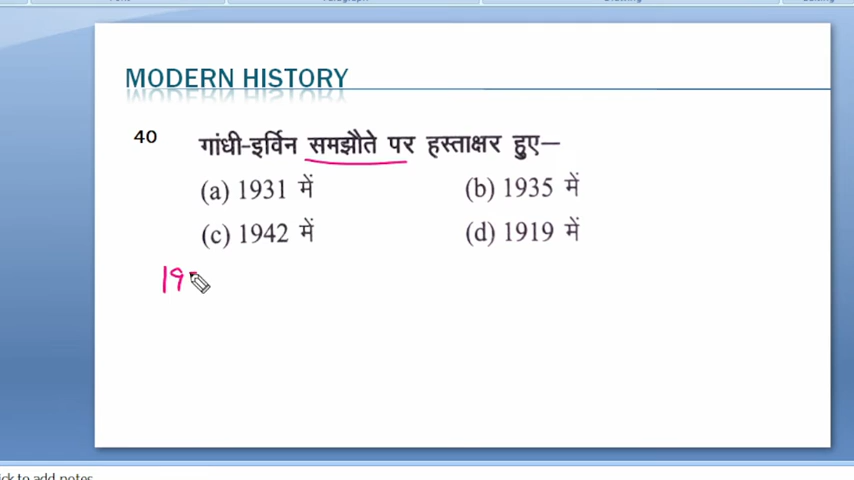 MODERN HISTORY
40 गांधी-इर्विन समझौते पर हस्ताक्षर हुए—
(a) 1931 में (b) 1935 में
(c) 1942 में (d) 1919 में
19